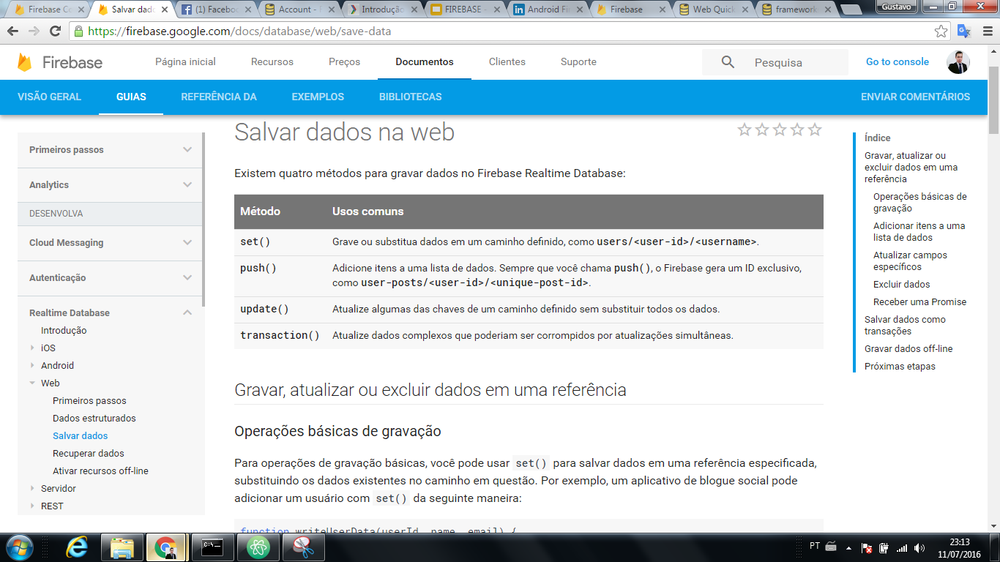 Firebase Co
Salvar dado
(1) Facebo
Account - F
Introdução
FIREBASE -
Android Fi
Firebase
Web Quick
framework
Gustavo
https://firebase.google.com/docs/database/web/save-data
Firebase
Página inicial
Recursos
Preços
Documentos
Clientes
Suporte
Pesquisa
Go to console
VISÃO GERAL
GUIAS
REFERÊNCIA DA
EXEMPLOS
BIBLIOTECAS
ENVIAR COMENTÁRIOS
Primeiros passos
Analytics
DESENVOLVA
Cloud Messaging
Autenticação
Realtime Database
Introdução
iOS
Android
Web
Primeiros passos
Dados estruturados
Salvar dados
Recuperar dados
Ativar recursos off-line
Servidor
REST
Salvar dados na web
Existem quatro métodos para gravar dados no Firebase Realtime Database:
Método Usos comuns
set() Grave ou substitua dados em um caminho definido, como users/<user-id>/<username>.
push() Adicione itens a uma lista de dados. Sempre que você chama push(), o Firebase gera um ID exclusivo,
como user-posts/<user-id>/<unique-post-id>.
update() Atualize algumas das chaves de um caminho definido sem substituir todos os dados.
transaction() Atualize dados complexos que poderiam ser corrompidos por atualizações simultâneas.
Gravar, atualizar ou excluir dados em uma referência
Operações básicas de gravação
Para operações de gravação básicas, você pode usar set() para salvar dados em uma referência especificada,
substituindo os dados existentes no caminho em questão. Por exemplo, um aplicativo de blogue social pode
adicionar um usuário com set() da seguinte maneira:
function writeUserData(userId, name, email) {
Índice
Gravar, atualizar ou
excluir dados em uma
referência
Operações básicas de
gravação
Adicionar itens a uma
lista de dados
Atualizar campos
específicos
Excluir dados
Receber uma Promise
Salvar dados como
transações
Gravar dados off-line
Próximas etapas
PT
23:13
11/07/2016